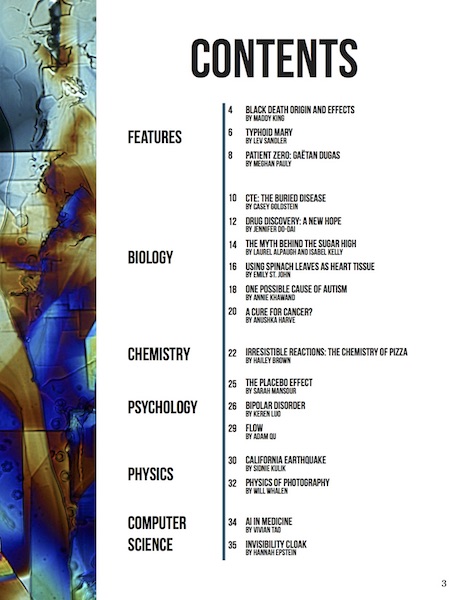 CONTENTS
FEATURES
4 BLACK DEATH ORIGIN AND EFFECTS
BY MADDY KING
6 TYPHOID MARY
BY LEV SANDLER
8 PATIENT ZERO: GAËTAN DUGAS
BY MEGHAN PAULY
BIOLOGY
10 CTE: THE BURIED DISEASE
BY CASEY GOLDSTEIN
12 DRUG DISCOVERY: A NEW HOPE
BY JENNIFER DO-DAI
14 THE MYTH BEHIND THE SUGAR HIGH
BY LAUREL ALPAUGH AND ISABEL KELLY
16 USING SPINACH LEAVES AS HEART TISSUE
BY EMILY ST. JOHN
18 ONE POSSIBLE CAUSE OF AUTISM
BY ANNIE KHAWAND
20 A CURE FOR CANCER?
BY ANUSHKA HARVE
CHEMISTRY
22 IRRESISTIBLE REACTIONS: THE CHEMISTRY OF PIZZA
BY HAILEY BROWN
PSYCHOLOGY
25 THE PLACEBO EFFECT
BY SARAH MANSOUR
26 BIPOLAR DISORDER
BY KEREN LUO
29 FLOW
BY ADAM QU
PHYSICS
30 CALIFORNIA EARTHQUAKE
BY SIDNIE KULIK
32 PHYSICS OF PHOTOGRAPHY
BY WILL WHALEN
COMPUTER
SCIENCE
34 AI IN MEDICINE
BY VIVIAN TAO
35 INVISIBILITY CLOAK
BY HANNAH EPSTEIN
3